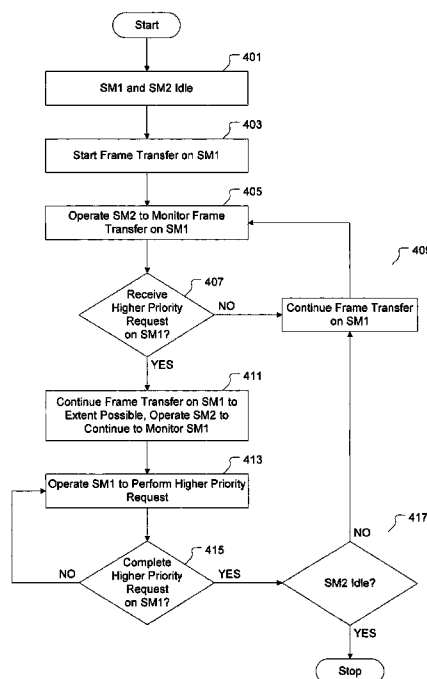 Start
401
SM1 and SM2 Idle
403
Start Frame Transfer on SM1
405
Operate SM2 to Monitor Frame
Transfer on SM1
409
407
Receive
Higher Priority
Request
on SM1?
NO
Continue Frame Transfer
on SM1
YES
411
Continue Frame Transfer on SM1 to
Extent Possible, Operate SM2 to
Continue to Monitor SM1
413
Operate SM1 to Perform Higher Priority
Request
417
NO
415
Complete
Higher Priority
Request
on SM1?
NO
YES
SM2 Idle?
YES
Stop